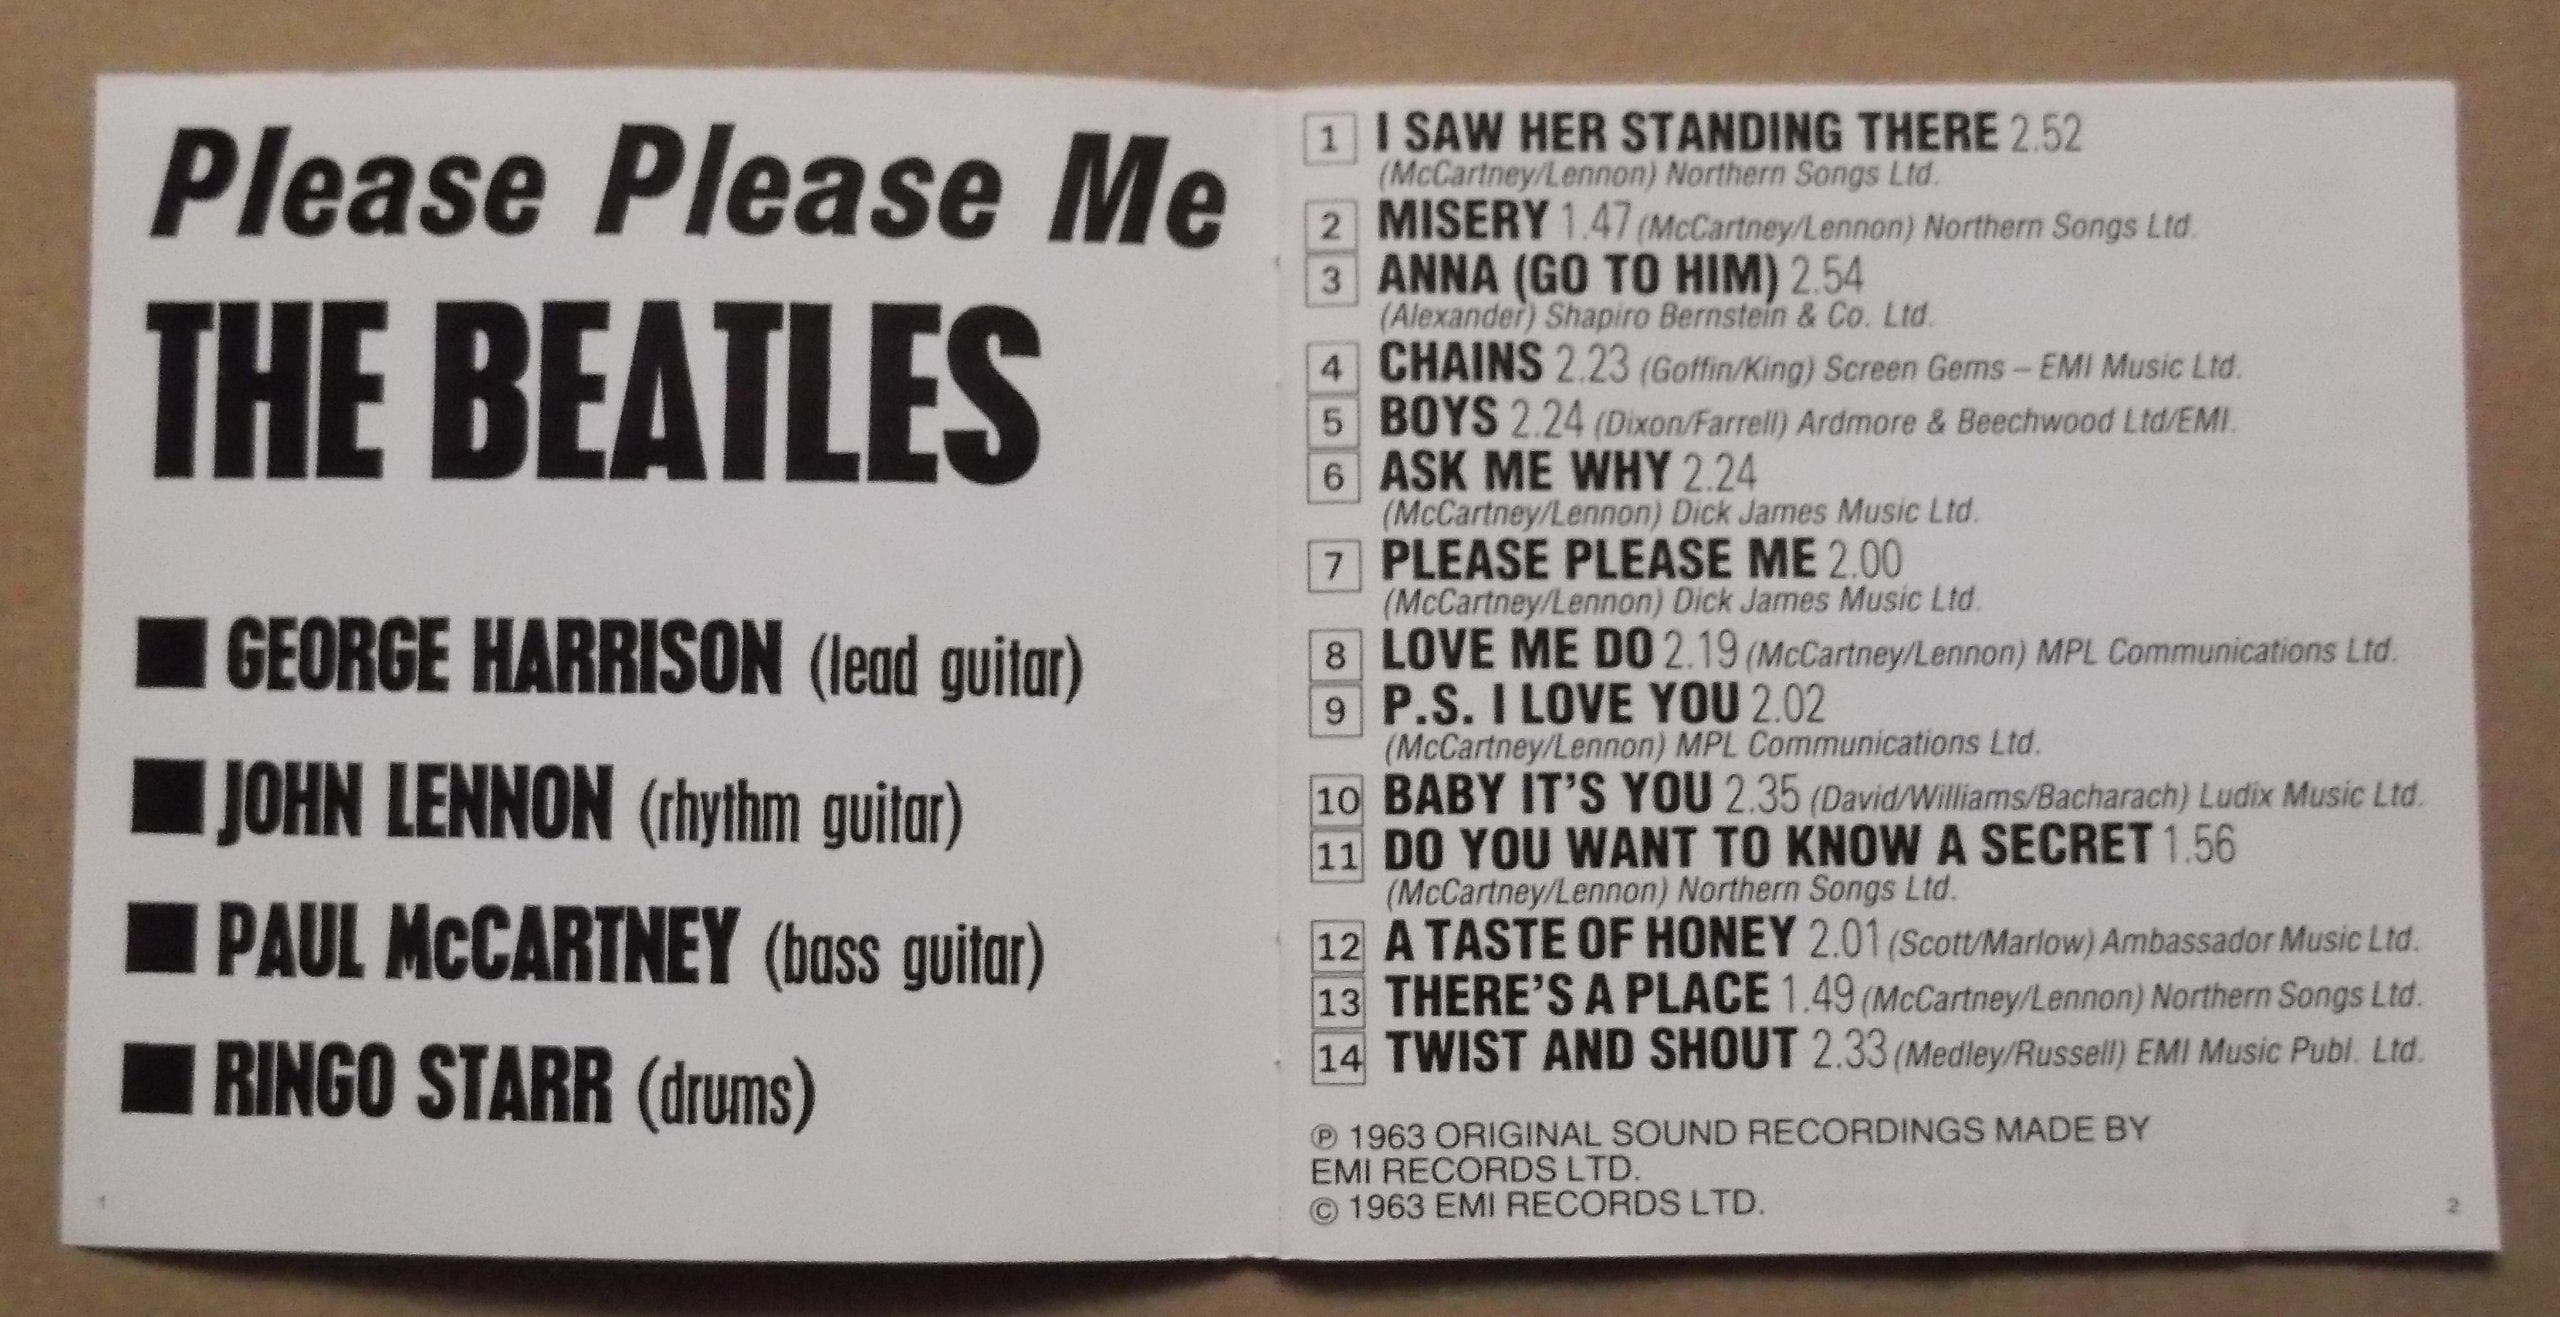 Please Please Me
THE BEATLES
■ GEORGE HARRISON (lead guitar)
■ JOHN LENNON (rhythm guitar)
■ PAUL McCARTNEY (bass guitar)
■ RINGO STARR (drums)
1
1 I SAW HER STANDING THERE 2.52
(McCartney/Lennon) Northern Songs Ltd.
2 MISERY 1.47 (McCartney/Lennon) Northern Songs Ltd.
3 ANNA (GO TO HIM) 2.54
(Alexander) Shapiro Bernstein & Co. Ltd.
4 CHAINS 2.23 (Goffin/King) Screen Gems – EMI Music Ltd.
5 BOYS 2.24 (Dixon/Farrell) Ardmore & Beechwood Ltd/EMI.
6 ASK ME WHY 2.24
(McCartney/Lennon) Dick James Music Ltd.
7 PLEASE PLEASE ME 2.00
(McCartney/Lennon) Dick James Music Ltd.
8 LOVE ME DO 2.19 (McCartney/Lennon) MPL Communications Ltd.
9 P.S. I LOVE YOU 2.02
(McCartney/Lennon) MPL Communications Ltd.
10 BABY IT'S YOU 2.35 (David/Williams/Bacharach) Ludix Music Ltd.
11 DO YOU WANT TO KNOW A SECRET 1.56
(McCartney/Lennon) Northern Songs Ltd.
12 A TASTE OF HONEY 2.01 (Scott/Marlow) Ambassador Music Ltd.
13 THERE'S A PLACE 1.49 (McCartney/Lennon) Northern Songs Ltd.
14 TWIST AND SHOUT 2.33 (Medley/Russell) EMI Music Publ. Ltd.
℗ 1963 ORIGINAL SOUND RECORDINGS MADE BY
EMI RECORDS LTD.
© 1963 EMI RECORDS LTD.
2